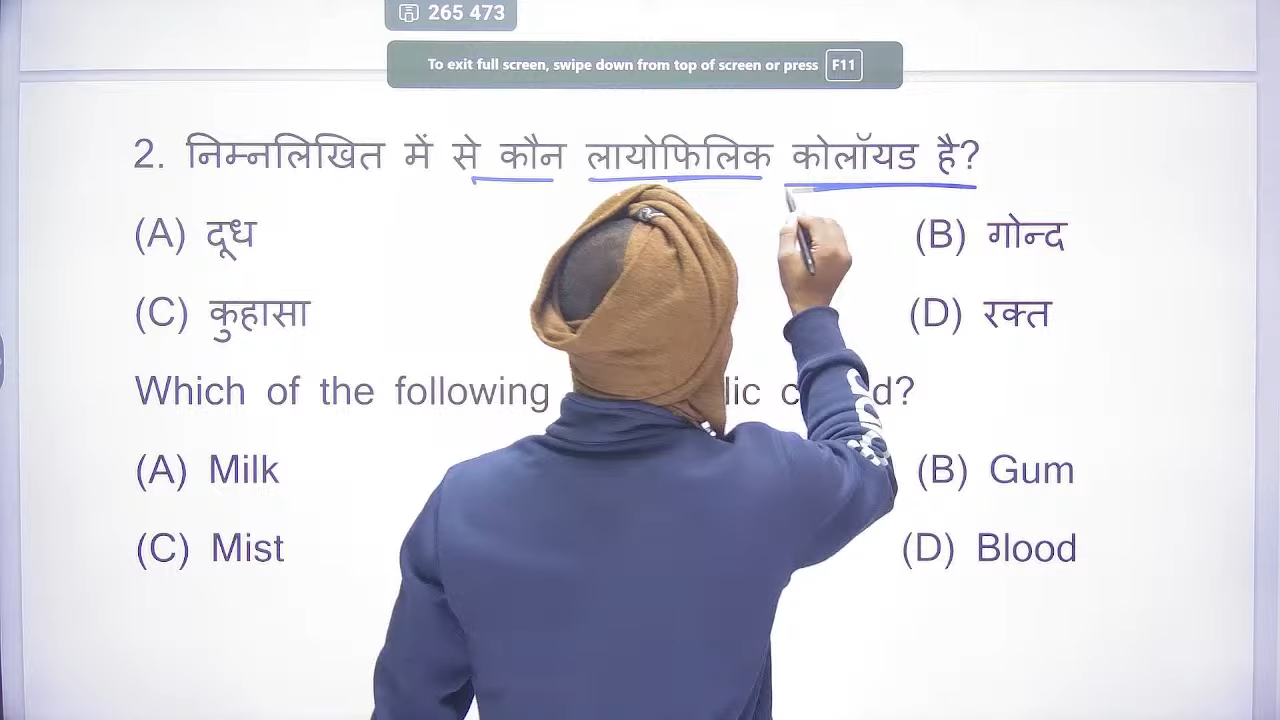 265 473
To exit full screen, swipe down from top of screen or press F11
2. निम्नलिखित में से कौन लायोफिलिक कोलॉयड है?
(A) दूध (B) गोन्द
(C) कुहासा (D) रक्त
Which of the following
(A) Milk (B) Gum
(C) Mist (D) Blood